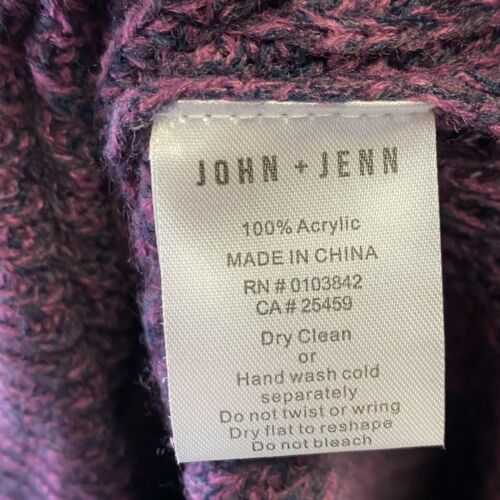 JOHN + JENN
100% Acrylic
MADE IN CHINA
RN # 0103842
CA # 25459
Dry Clean
or
Hand wash cold
separately
Do not twist or wring
Dry flat to reshape
Do not bleach